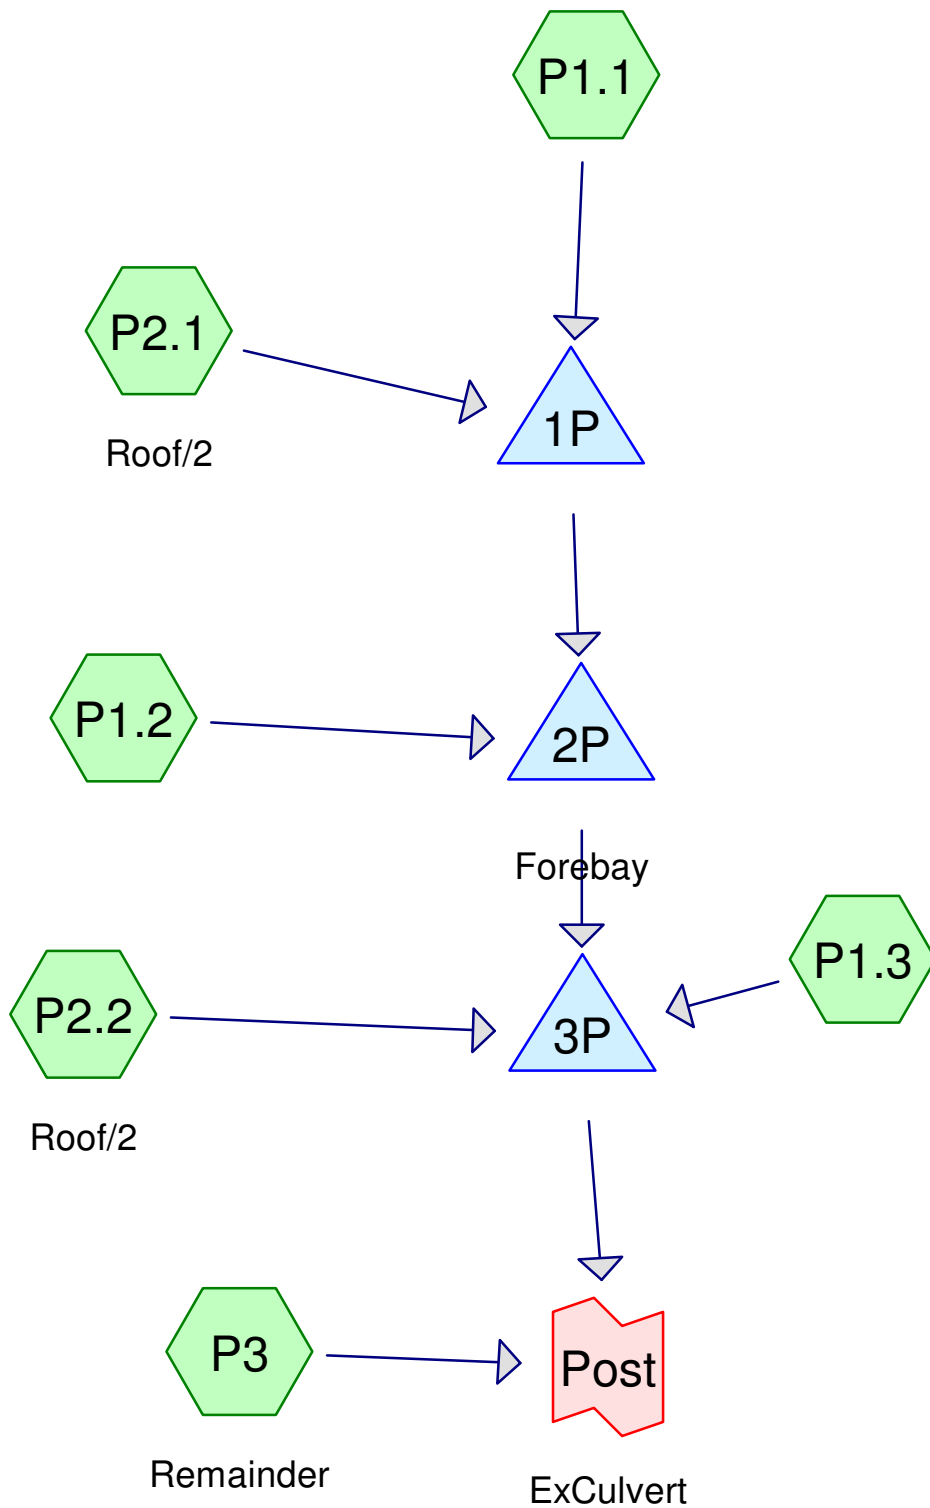 P1.1
P2.1
Roof/2
1P
P1.2
2P
Forebay
P1.3
P2.2
Roof/2
3P
P3
Remainder
Post
ExCulvert